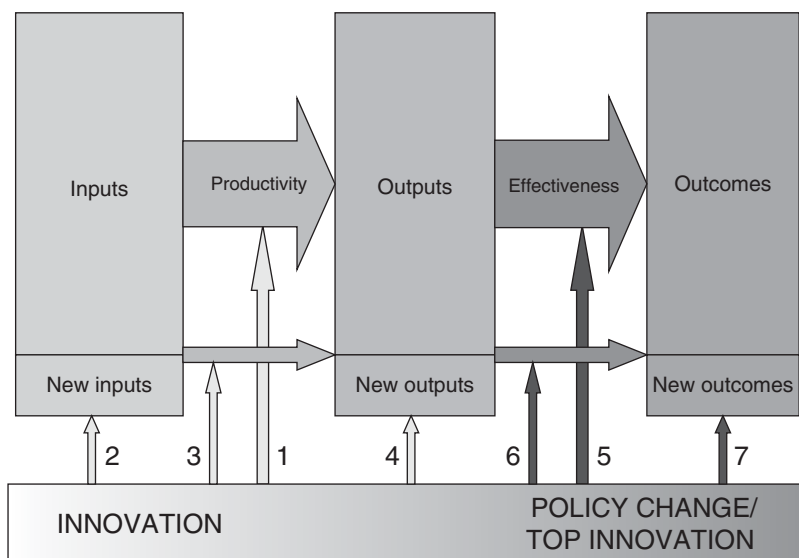 Inputs
Productivity
Outputs
Effectiveness
Outcomes
New inputs
New outputs
New outcomes
2
3
1
4
6
5
7
INNOVATION
POLICY CHANGE/
TOP INNOVATION